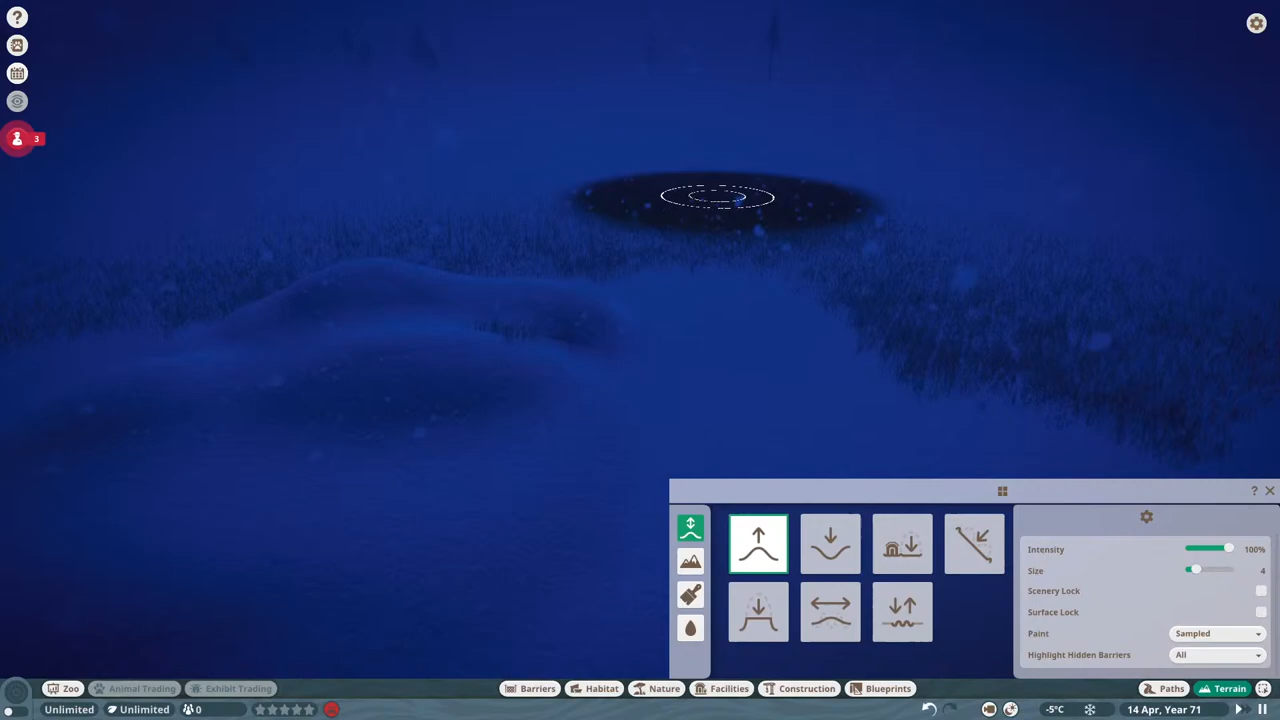 ?
3
?
Intensity 100%
Size 4
Scenery Lock
Surface Lock
Paint Sampled
Highlight Hidden Barriers All
Zoo Animal Trading Exhibit Trading Barriers Habitat Nature Facilities Construction Blueprints Paths Terrain
Unlimited Unlimited 0 -5°C 14 Apr, Year 71